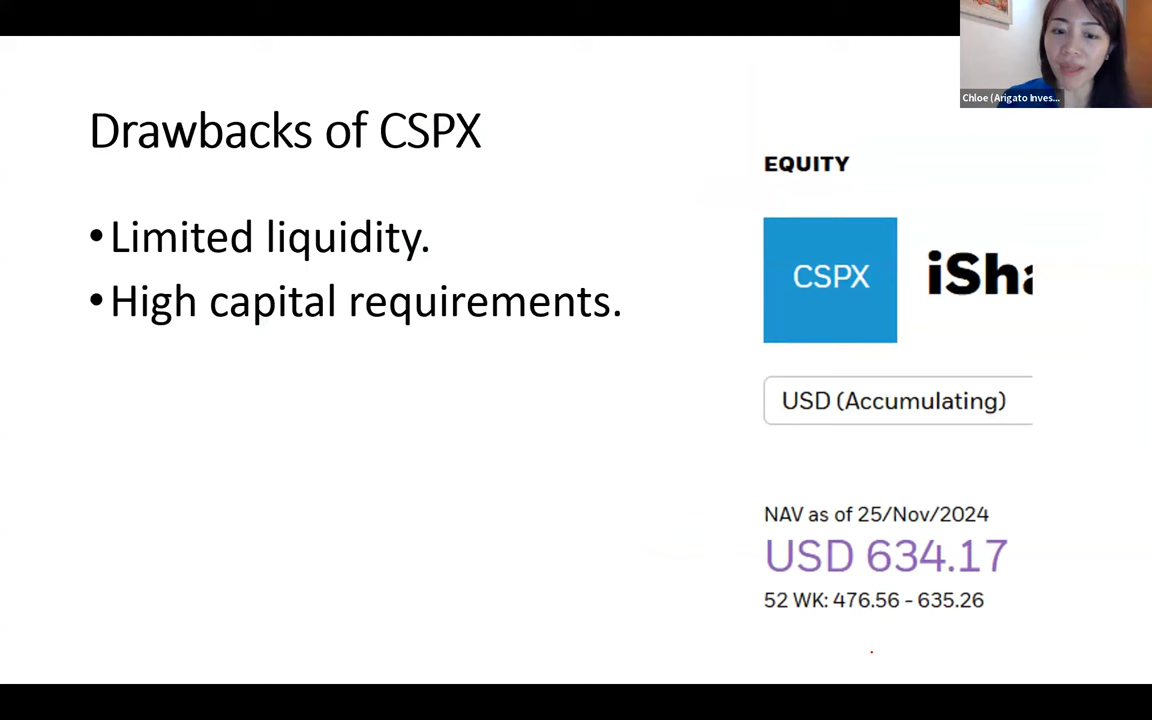 Chloe (Arigato Inves...
Drawbacks of CSPX
•Limited liquidity.
•High capital requirements.
EQUITY
CSPX
iSha
USD (Accumulating)
NAV as of 25/Nov/2024
USD 634.17
52 WK: 476.56 - 635.26